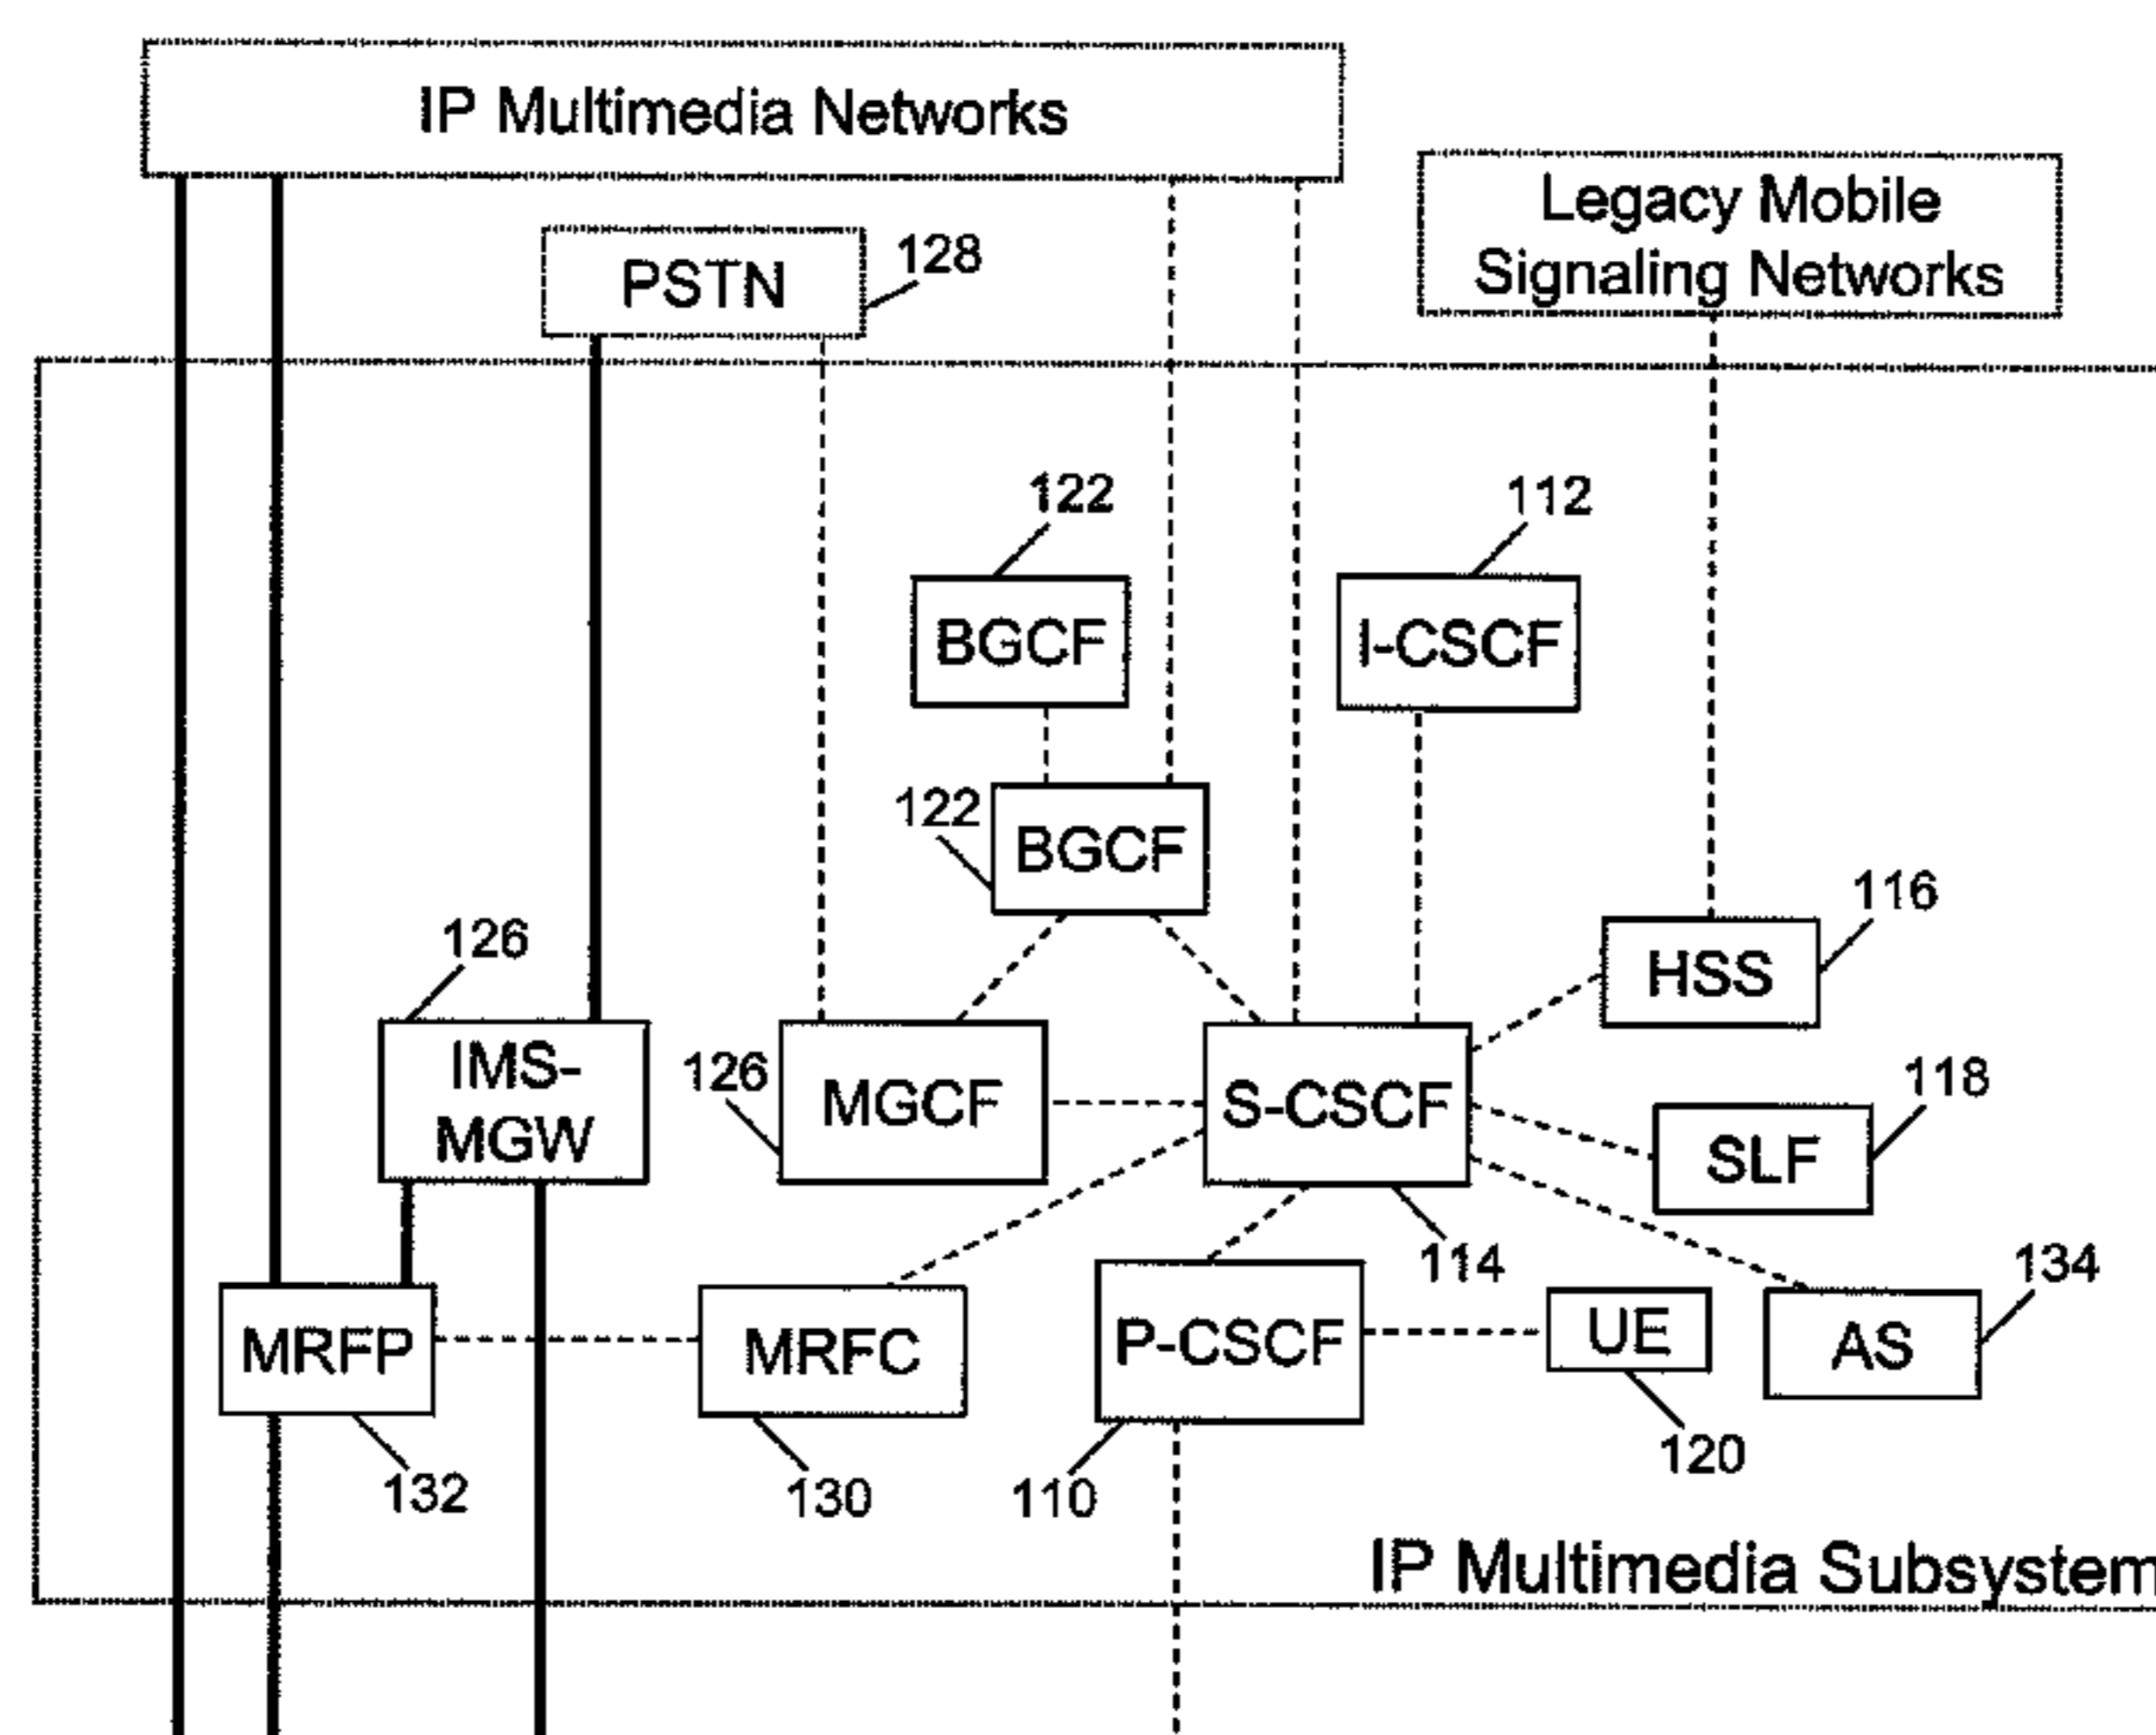 IP Multimedia Networks
Legacy Mobile
Signaling Networks
PSTN
128
122
112
BGCF
I-CSCF
122
BGCF
116
126
HSS
IMS-
MGW
126
MGCF
S-CSCF
118
SLF
114
134
MRFP
MRFC
P-CSCF
UE
AS
132
130
110
120
IP Multimedia Subsystem